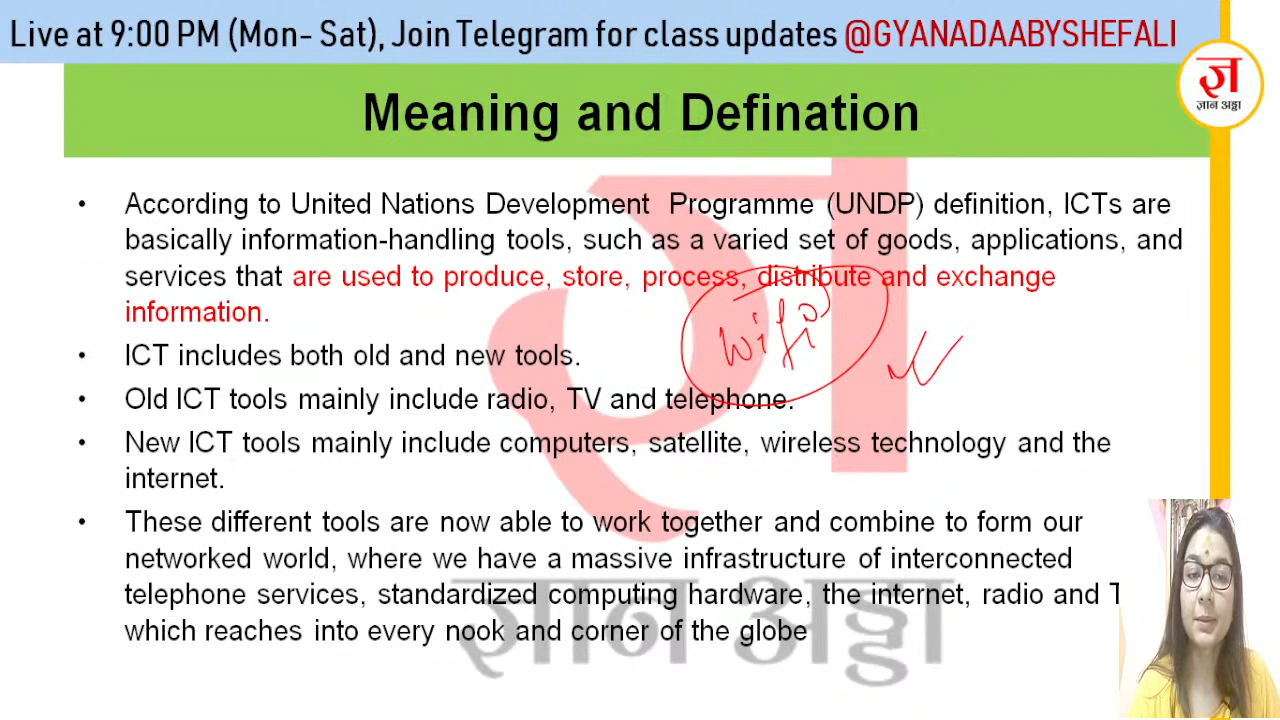 Live at 9:00 PM (Mon- Sat), Join Telegram for class updates @GYANADAABYSHEFALI
ज्ञ
ज्ञान अड्डा
Meaning and Defination
• According to United Nations Development Programme (UNDP) definition, ICTs are
basically information-handling tools, such as a varied set of goods, applications, and
services that are used to produce, store, process, distribute and exchange
information.
wifi
• ICT includes both old and new tools.
• Old ICT tools mainly include radio, TV and telephone.
• New ICT tools mainly include computers, satellite, wireless technology and the
internet.
• These different tools are now able to work together and combine to form our
networked world, where we have a massive infrastructure of interconnected
telephone services, standardized computing hardware, the internet, radio and T
which reaches into every nook and corner of the globe
ज्ञ
ज्ञान अड्डा